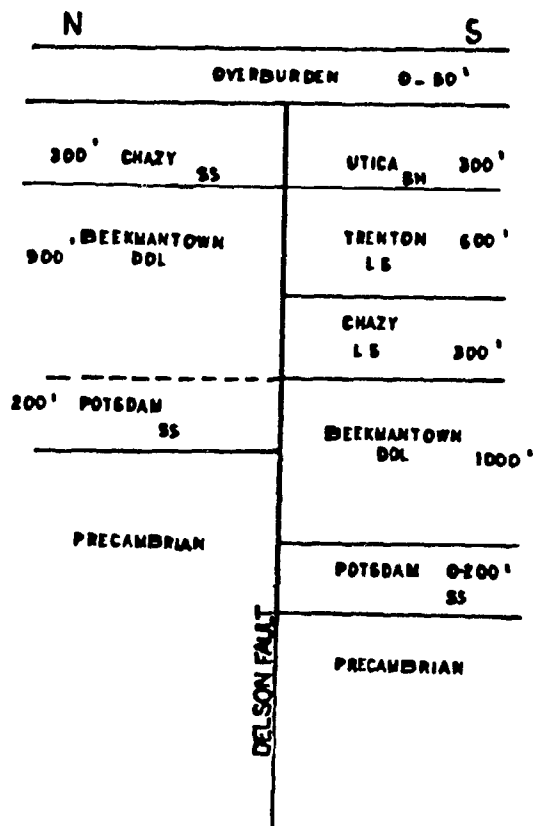 N S
OVERBURDEN 0-50'
300' CHAZY SS
UTICA SH 300'
900' BEEKMANTOWN DOL
TRENTON 600'
LS
CHAZY
LS 300'
200' POTSDAM
SS
BEEKMANTOWN
DOL 1000'
PRECAMBRIAN
POTSDAM 0-200'
SS
PRECAMBRIAN
DELSON FAULT